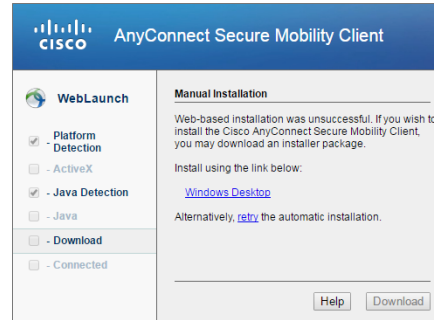 CISCO
AnyConnect Secure Mobility Client
WebLaunch
- Platform
Detection
- ActiveX
- Java Detection
- Java
- Download
- Connected
Manual Installation
Web-based installation was unsuccessful. If you wish to
install the Cisco AnyConnect Secure Mobility Client,
you may download an installer package.
Install using the link below:
Windows Desktop
Alternatively, retry the automatic installation.
Help
Download